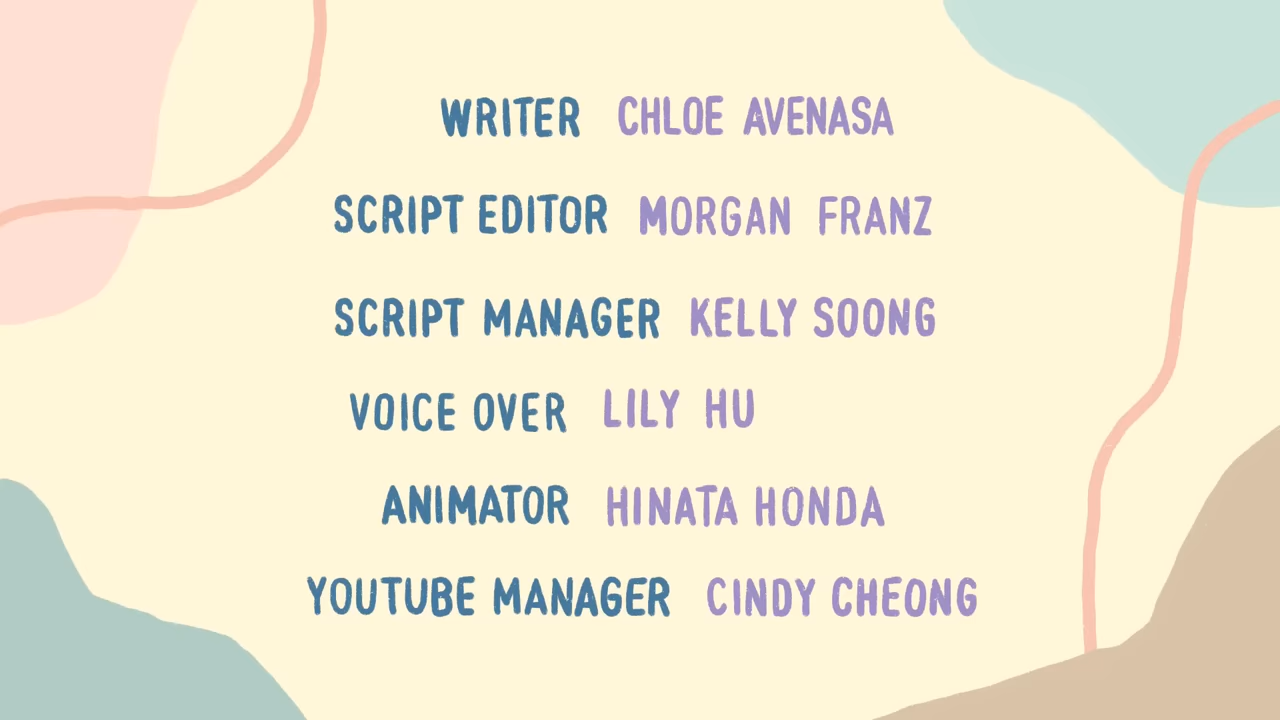 WRITER CHLOE AVENASA
SCRIPT EDITOR MORGAN FRANZ
SCRIPT MANAGER KELLY SOONG
VOICE OVER LILY HU
ANIMATOR HINATA HONDA
YOUTUBE MANAGER CINDY CHEONG